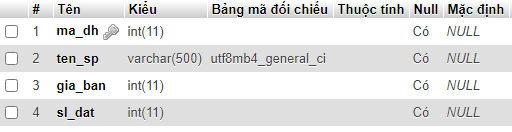 # Tên Kiểu Bảng mã đối chiếu Thuộc tính Null Mặc định
1 ma_dh int(11) Có NULL
2 ten_sp varchar(500) utf8mb4_general_ci Có NULL
3 gia_ban int(11) Có NULL
4 sl_dat int(11) Có NULL